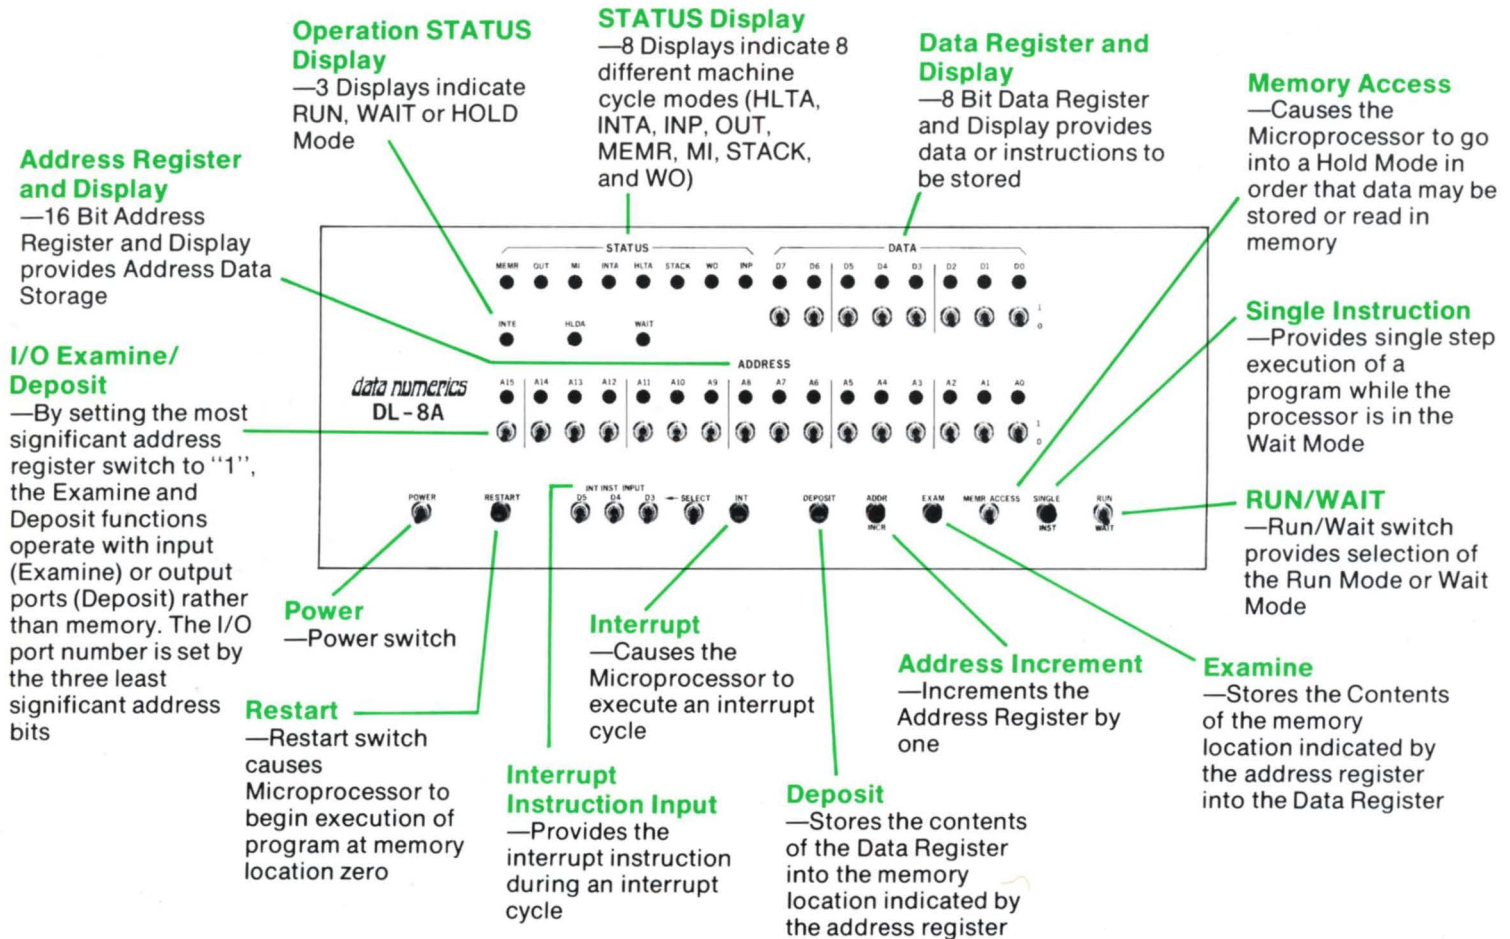 Operation STATUS
Display
—3 Displays indicate
RUN, WAIT or HOLD
Mode
STATUS Display
—8 Displays indicate 8
different machine
cycle modes (HLTA,
INTA, INP, OUT,
MEMR, MI, STACK,
and WO)
Data Register and
Display
—8 Bit Data Register
and Display provides
data or instructions to
be stored
Memory Access
—Causes the
Microprocessor to go
into a Hold Mode in
order that data may be
stored or read in
memory
Address Register
and Display
—16 Bit Address
Register and Display
provides Address Data
Storage
I/O Examine/
Deposit
—By setting the most
significant address
register switch to “1”,
the Examine and
Deposit functions
operate with input
(Examine) or output
ports (Deposit) rather
than memory. The I/O
port number is set by
the three least
significant address
bits
STATUS
MEMR OUT MI INTA HLTA STACK WO INP
DATA
D7 D6 D5 D4 D3 D2 D1 D0
1
0
INTE HLDA WAIT
ADDRESS
data numerics
DL-8A
A15 A14 A13 A12 A11 A10 A9 A8 A7 A6 A5 A4 A3 A2 A1 A0
1
0
POWER
RESTART
INT INST INPUT
D5 D4 D3
SELECT
INT
DEPOSIT
ADDR
INCR
EXAM
MEMR ACCESS
SINGLE
INST
RUN
WAIT
Single Instruction
—Provides single step
execution of a
program while the
processor is in the
Wait Mode
RUN/WAIT
—Run/Wait switch
provides selection of
the Run Mode or Wait
Mode
Power
—Power switch
Restart
—Restart switch
causes
Microprocessor to
begin execution of
program at memory
location zero
Interrupt
Instruction Input
—Provides the
interrupt instruction
during an interrupt
cycle
Interrupt
—Causes the
Microprocessor to
execute an interrupt
cycle
Deposit
—Stores the contents
of the Data Register
into the memory
location indicated by
the address register
Address Increment
—Increments the
Address Register by
one
Examine
—Stores the Contents
of the memory
location indicated by
the address register
into the Data Register